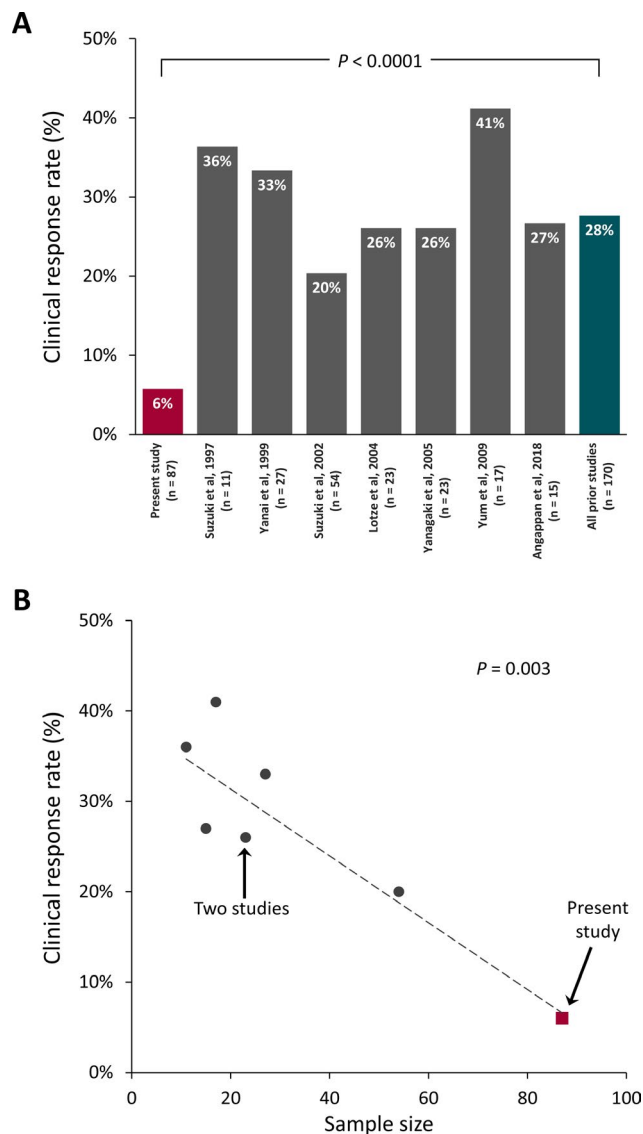 A
50%
40%
30%
20%
10%
0%
Clinical response rate (%)
P < 0.0001
6%
36%
33%
20%
26%
26%
41%
27%
28%
Present study
(n = 87)
Suzuki et al, 1997
(n = 11)
Yanai et al, 1999
(n = 27)
Suzuki et al, 2002
(n = 54)
Lotze et al, 2004
(n = 23)
Yanagaki et al, 2005
(n = 23)
Yum et al, 2009
(n = 17)
Angappan et al, 2018
(n = 15)
All prior studies
(n = 170)
B
50%
40%
30%
20%
10%
0%
Clinical response rate (%)
P = 0.003
Two studies
Present
study
0
20
40
60
80
100
Sample size